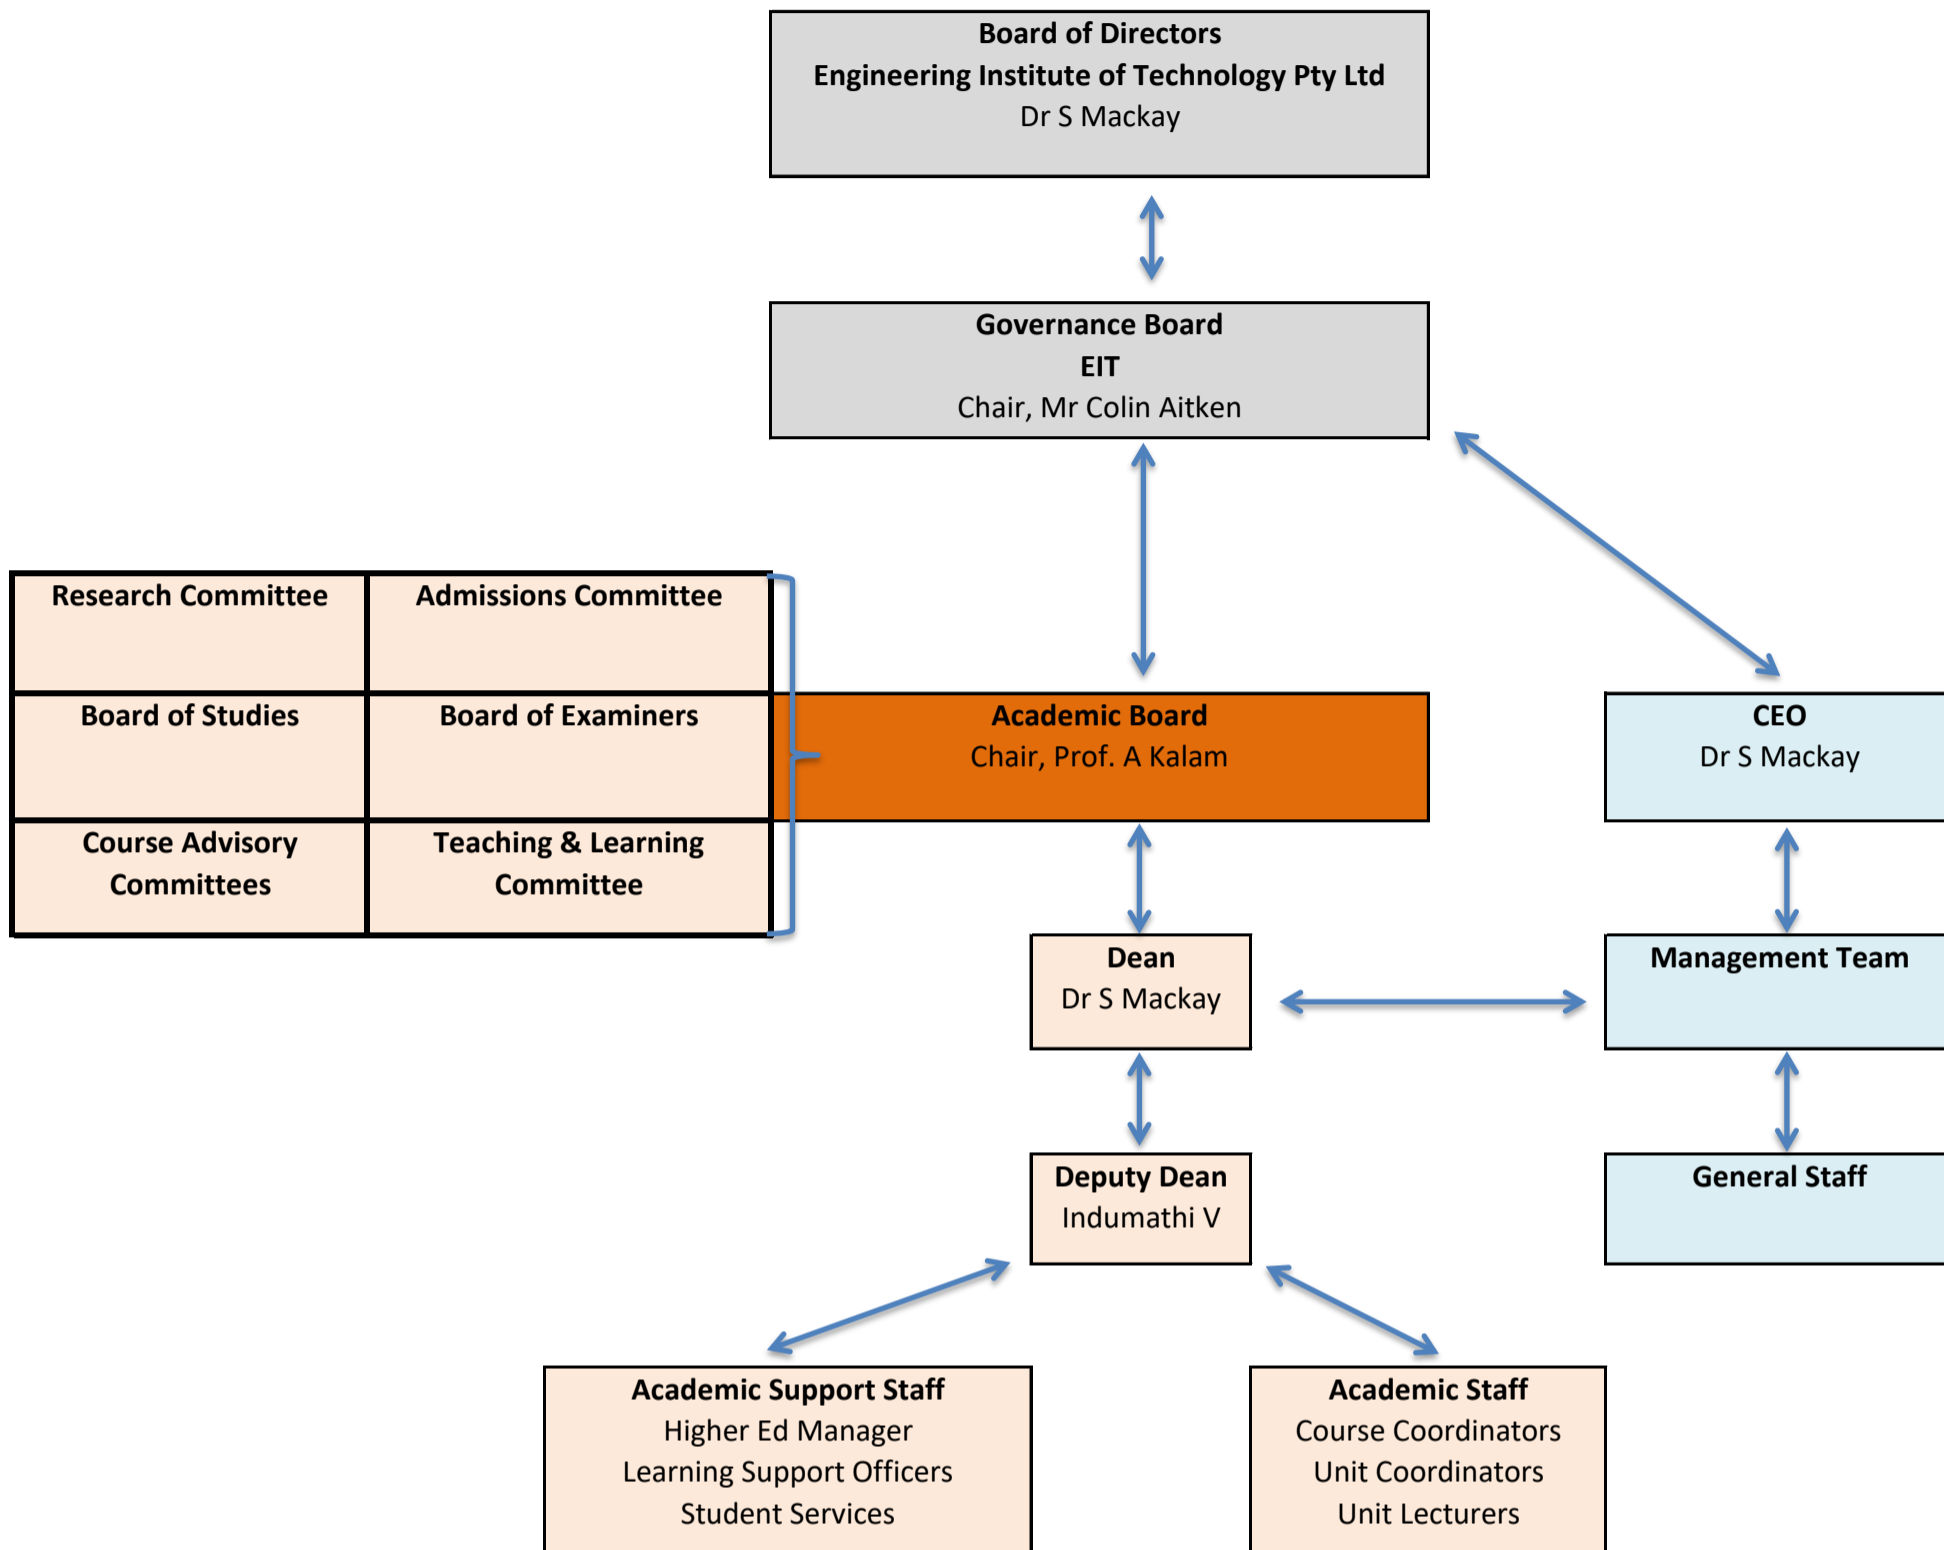 Board of Directors
Engineering Institute of Technology Pty Ltd
Dr S Mackay
Governance Board
EIT
Chair, Mr Colin Aitken
Research Committee
Admissions Committee
Board of Studies
Board of Examiners
Course Advisory
Committees
Teaching & Learning
Committee
Academic Board
Chair, Prof. A Kalam
CEO
Dr S Mackay
Dean
Dr S Mackay
Management Team
Deputy Dean
Indumathi V
General Staff
Academic Support Staff
Higher Ed Manager
Learning Support Officers
Student Services
Academic Staff
Course Coordinators
Unit Coordinators
Unit Lecturers